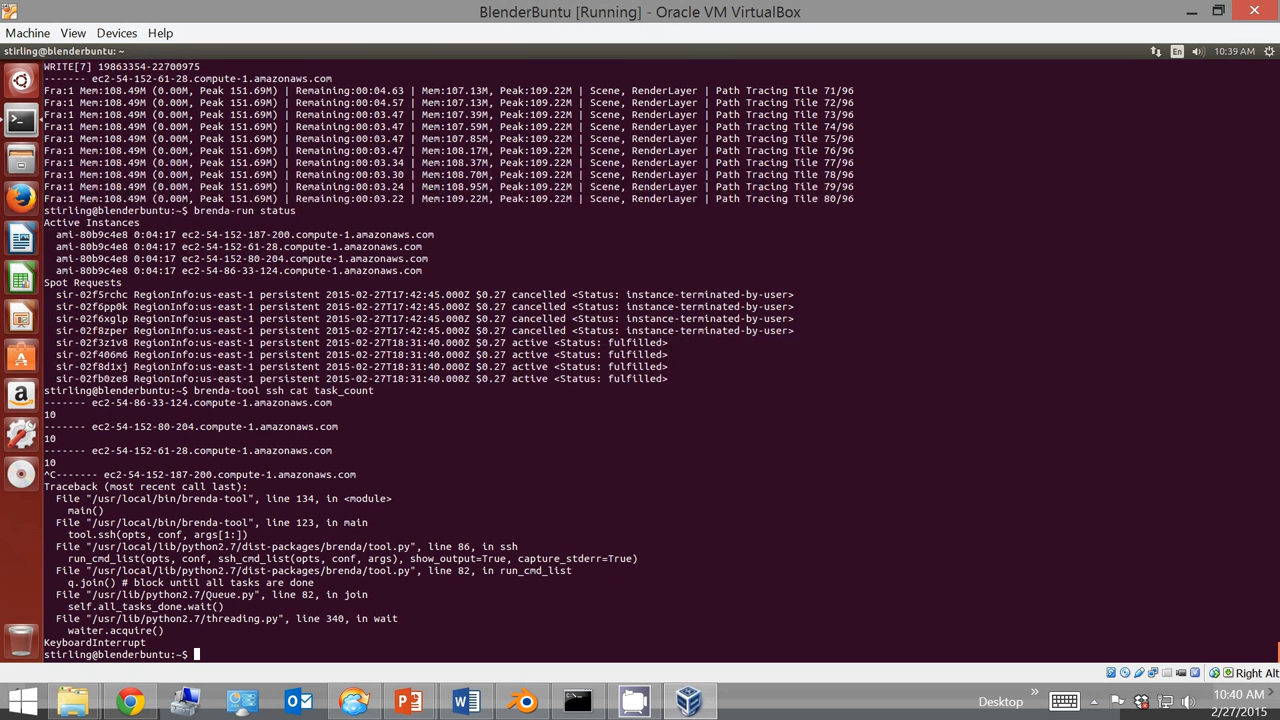 BlenderBuntu [Running] - Oracle VM VirtualBox
Machine View Devices Help
stirling@blenderbuntu: ~
En
10:39 AM
WRITE[7] 19863354-22700975
------- ec2-54-152-61-28.compute-1.amazonaws.com
Fra:1 Mem:108.49M (0.00M, Peak 151.69M) | Remaining:00:04.63 | Mem:107.13M, Peak:109.22M | Scene, RenderLayer | Path Tracing Tile 71/96
Fra:1 Mem:108.49M (0.00M, Peak 151.69M) | Remaining:00:04.57 | Mem:107.13M, Peak:109.22M | Scene, RenderLayer | Path Tracing Tile 72/96
Fra:1 Mem:108.49M (0.00M, Peak 151.69M) | Remaining:00:03.47 | Mem:107.39M, Peak:109.22M | Scene, RenderLayer | Path Tracing Tile 73/96
Fra:1 Mem:108.49M (0.00M, Peak 151.69M) | Remaining:00:03.47 | Mem:107.59M, Peak:109.22M | Scene, RenderLayer | Path Tracing Tile 74/96
Fra:1 Mem:108.49M (0.00M, Peak 151.69M) | Remaining:00:03.47 | Mem:107.85M, Peak:109.22M | Scene, RenderLayer | Path Tracing Tile 75/96
Fra:1 Mem:108.49M (0.00M, Peak 151.69M) | Remaining:00:03.47 | Mem:108.17M, Peak:109.22M | Scene, RenderLayer | Path Tracing Tile 76/96
Fra:1 Mem:108.49M (0.00M, Peak 151.69M) | Remaining:00:03.34 | Mem:108.37M, Peak:109.22M | Scene, RenderLayer | Path Tracing Tile 77/96
Fra:1 Mem:108.49M (0.00M, Peak 151.69M) | Remaining:00:03.30 | Mem:108.70M, Peak:109.22M | Scene, RenderLayer | Path Tracing Tile 78/96
Fra:1 Mem:108.49M (0.00M, Peak 151.69M) | Remaining:00:03.24 | Mem:108.95M, Peak:109.22M | Scene, RenderLayer | Path Tracing Tile 79/96
Fra:1 Mem:108.49M (0.00M, Peak 151.69M) | Remaining:00:03.22 | Mem:109.22M, Peak:109.22M | Scene, RenderLayer | Path Tracing Tile 80/96
stirling@blenderbuntu:~$ brenda-run status
Active Instances
ami-80b9c4e8 0:04:17 ec2-54-152-187-200.compute-1.amazonaws.com
ami-80b9c4e8 0:04:17 ec2-54-152-61-28.compute-1.amazonaws.com
ami-80b9c4e8 0:04:17 ec2-54-152-80-204.compute-1.amazonaws.com
ami-80b9c4e8 0:04:17 ec2-54-86-33-124.compute-1.amazonaws.com
Spot Requests
sir-02f5rchc RegionInfo:us-east-1 persistent 2015-02-27T17:42:45.000Z $0.27 cancelled <Status: instance-terminated-by-user>
sir-02f6pp0k RegionInfo:us-east-1 persistent 2015-02-27T17:42:45.000Z $0.27 cancelled <Status: instance-terminated-by-user>
sir-02f6xglp RegionInfo:us-east-1 persistent 2015-02-27T17:42:45.000Z $0.27 cancelled <Status: instance-terminated-by-user>
sir-02f8zper RegionInfo:us-east-1 persistent 2015-02-27T17:42:45.000Z $0.27 cancelled <Status: instance-terminated-by-user>
sir-02f3z1v8 RegionInfo:us-east-1 persistent 2015-02-27T18:31:40.000Z $0.27 active <Status: fulfilled>
sir-02f406m6 RegionInfo:us-east-1 persistent 2015-02-27T18:31:40.000Z $0.27 active <Status: fulfilled>
sir-02f8d1xj RegionInfo:us-east-1 persistent 2015-02-27T18:31:40.000Z $0.27 active <Status: fulfilled>
sir-02fb0ze8 RegionInfo:us-east-1 persistent 2015-02-27T18:31:40.000Z $0.27 active <Status: fulfilled>
stirling@blenderbuntu:~$ brenda-tool ssh cat task_count
------- ec2-54-86-33-124.compute-1.amazonaws.com
10
------- ec2-54-152-80-204.compute-1.amazonaws.com
10
------- ec2-54-152-61-28.compute-1.amazonaws.com
10
^C------- ec2-54-152-187-200.compute-1.amazonaws.com
Traceback (most recent call last):
File "/usr/local/bin/brenda-tool", line 134, in <module>
main()
File "/usr/local/bin/brenda-tool", line 123, in main
tool.ssh(opts, conf, args[1:])
File "/usr/local/lib/python2.7/dist-packages/brenda/tool.py", line 86, in ssh
run_cmd_list(opts, conf, ssh_cmd_list(opts, conf, args), show_output=True, capture_stderr=True)
File "/usr/local/lib/python2.7/dist-packages/brenda/tool.py", line 82, in run_cmd_list
q.join() # block until all tasks are done
File "/usr/lib/python2.7/Queue.py", line 82, in join
self.all_tasks_done.wait()
File "/usr/lib/python2.7/threading.py", line 340, in wait
waiter.acquire()
KeyboardInterrupt
stirling@blenderbuntu:~$
Right Alt
Desktop
10:40 AM
2/27/2015